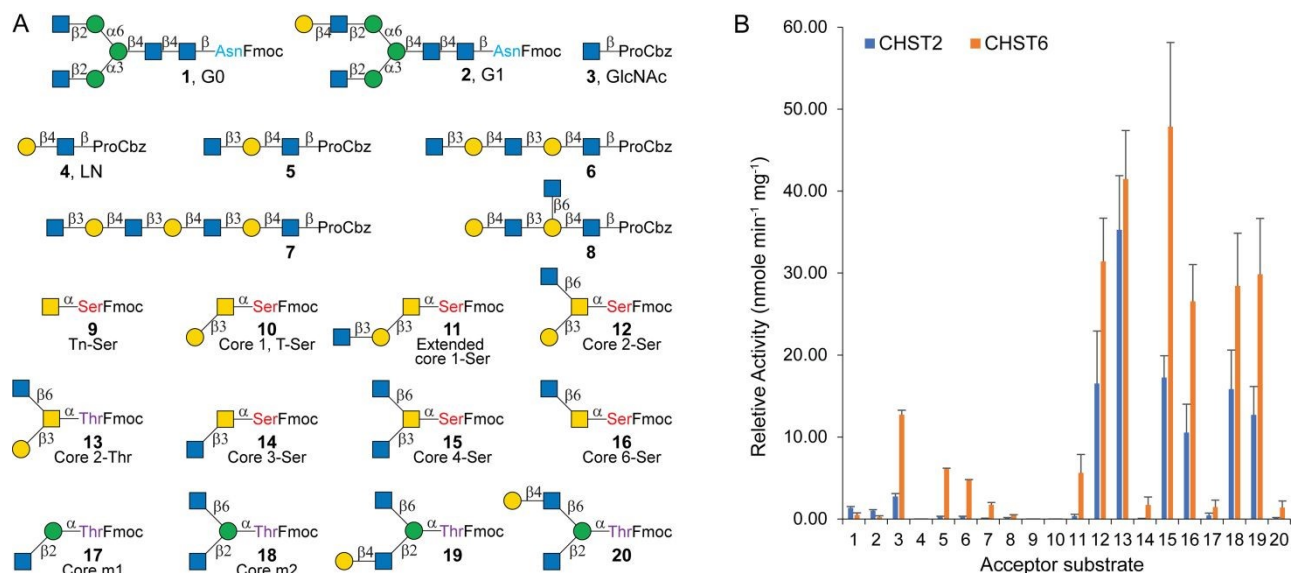 A
β2 α6 β4 β4 β AsnFmoc
β2 α3
1, G0
β4 β2 α6 β4 β4 β AsnFmoc
β2 α3
2, G1
β ProCbz
3, GlcNAc
β4 β ProCbz
4, LN
β3 β4 β ProCbz
5
β3 β4 β3 β4 β ProCbz
6
β3 β4 β3 β4 β3 β4 β ProCbz
7
β6
β4 β3 β4 β ProCbz
8
α SerFmoc
9
Tn-Ser
α SerFmoc
β3
10
Core 1, T-Ser
α SerFmoc
β3 β3
11
Extended
core 1-Ser
β6 α SerFmoc
β3
12
Core 2-Ser
β6 α ThrFmoc
β3
13
Core 2-Thr
α SerFmoc
β3
14
Core 3-Ser
β6 α SerFmoc
β3
15
Core 4-Ser
β6 α SerFmoc
16
Core 6-Ser
α ThrFmoc
β2
17
Core m1
β6 α ThrFmoc
β2
18
Core m2
β6 α ThrFmoc
β4 β2
19
β4 β6 α ThrFmoc
β2
20
B
CHST2 CHST6
Reletive Activity (nmole min-1 mg-1)
60.00
50.00
40.00
30.00
20.00
10.00
0.00
1 2 3 4 5 6 7 8 9 10 11 12 13 14 15 16 17 18 19 20
Acceptor substrate